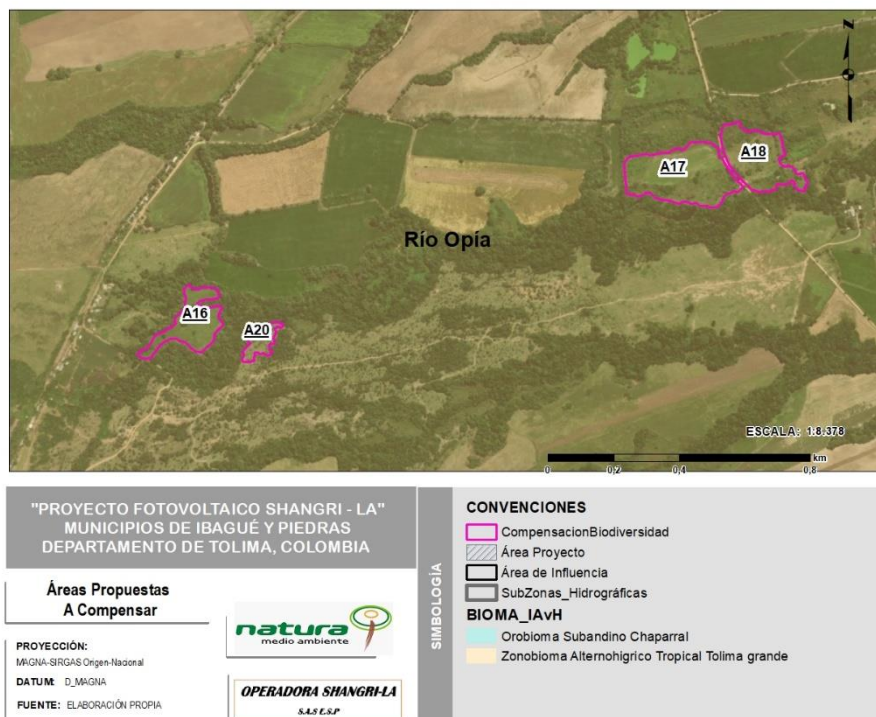 N
A17
A18
Río Opía
A16
A20
ESCALA: 1:8.378
km
0 0,2 0,4 0,6 0,8
"PROYECTO FOTOVOLTAICO SHANGRI - LA"
MUNICIPIOS DE IBAGUÉ Y PIEDRAS
DEPARTAMENTO DE TOLIMA, COLOMBIA
Áreas Propuestas
A Compensar
PROYECCIÓN:
MAGNA-SIRGAS Origen-Nacional
DATUM: D_MAGNA
FUENTE: ELABORACIÓN PROPIA
natura
medio ambiente
OPERADORA SHANGRI-LA
S.A.S E.S.P
SIMBOLOGÍA
CONVENCIONES
CompensacionBiodiversidad
Área Proyecto
Área de Influencia
SubZonas_Hidrográficas
BIOMA_IAvH
Orobioma Subandino Chaparral
Zonobioma Alternohigrico Tropical Tolima grande